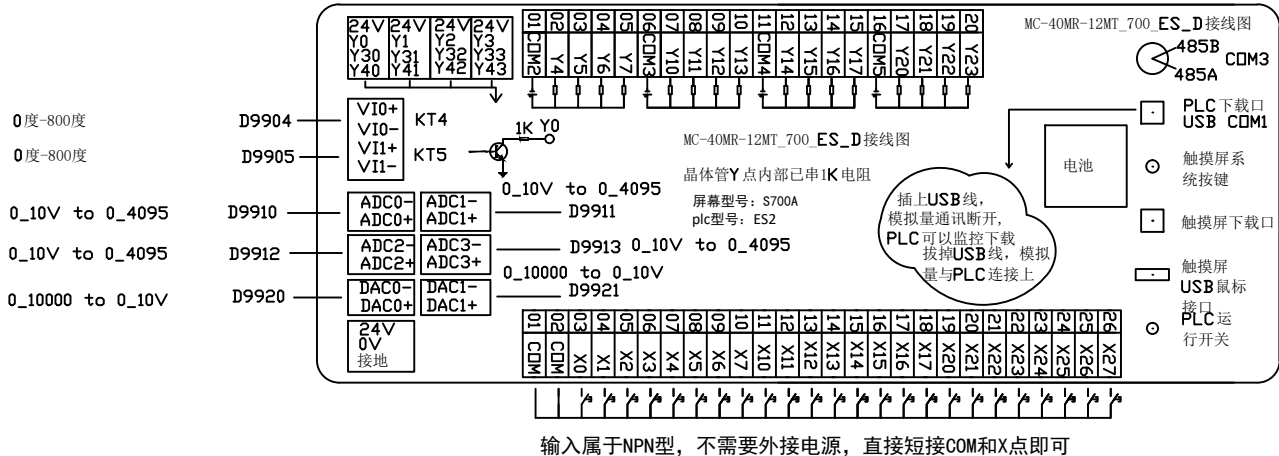 MC-40MR-12MT_700_ES_D接线图
24V 24V 24V 24V
Y0 Y1 Y2 Y3
Y30 Y31 Y32 Y33
Y40 Y41 Y42 Y43
01 02 03 04 05 06 07 08 09 10 11 12 13 14 15 16 17 18 19 20
COM2 Y4 Y5 Y6 Y7 COM3 Y10 Y11 Y12 Y13 COM4 Y14 Y15 Y16 Y17 COM5 Y20 Y21 Y22 Y23
485B
485A
COM3
0度-800度
D9904
VI0+
VI0-
KT4
0度-800度
D9905
VI1+
VI1-
KT5
1K Y0
MC-40MR-12MT_700_ES_D接线图
晶体管Y点内部已串1K电阻
屏幕型号：S700A
plc型号：ES2
PLC下载口
USB COM1
电池
触摸屏系
统按键
触摸屏下载口
触摸屏
USB鼠标
接口
PLC运
行开关
插上USB线，
模拟量通讯断开，
PLC可以监控下载
拔掉USB线，模拟
量与PLC连接上
0_10V to 0_4095
0_10V to 0_4095
D9910
ADC0-
ADC0+
ADC1-
ADC1+
D9911
0_10V to 0_4095
D9912
ADC2-
ADC2+
ADC3-
ADC3+
D9913 0_10V to 0_4095
0_10000 to 0_10V
0_10000 to 0_10V
D9920
DAC0-
DAC0+
DAC1-
DAC1+
D9921
24V
0V
接地
01 02 03 04 05 06 07 08 09 10 11 12 13 14 15 16 17 18 19 20 21 22 23 24 25 26
COM COM X0 X1 X2 X3 X4 X5 X6 X7 X10 X11 X12 X13 X14 X15 X16 X17 X20 X21 X22 X23 X24 X25 X26 X27
输入属于NPN型，不需要外接电源，直接短接COM和X点即可